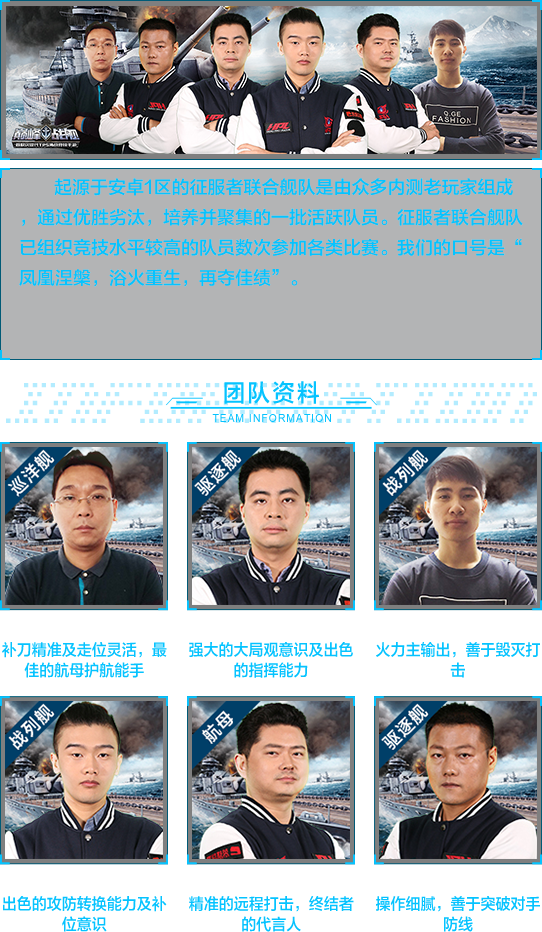 巅峰战舰
Q.GE
FASHION
起源于安卓1区的征服者联合舰队是由众多内测老玩家组成
，通过优胜劣汰，培养并聚集的一批活跃队员。征服者联合舰队
已组织竞技水平较高的队员数次参加各类比赛。我们的口号是“
凤凰涅槃，浴火重生，再夺佳绩”。
团队资料
TEAM INFORMATION
巡洋舰
驱逐舰
战列舰
补刀精准及走位灵活，最
佳的航母护航能手
强大的大局观意识及出色
的指挥能力
火力主输出，善于毁灭打
击
战列舰
航母
驱逐舰
出色的攻防转换能力及补
位意识
精准的远程打击，终结者
的代言人
操作细腻，善于突破对手
防线